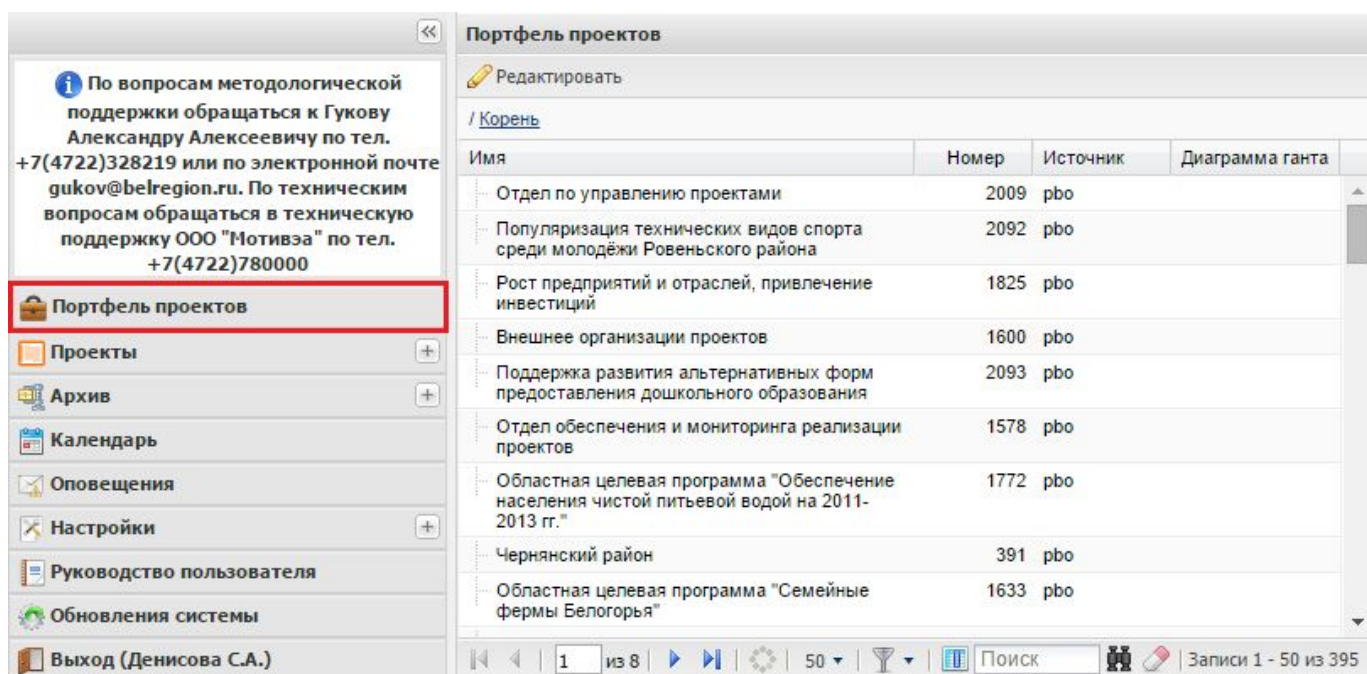 По вопросам методологической
поддержки обращаться к Гукову
Александру Алексеевичу по тел.
+7(4722)328219 или по электронной почте
gukov@belregion.ru. По техническим
вопросам обращаться в техническую
поддержку ООО "Мотивэа" по тел.
+7(4722)780000
Портфель проектов
Проекты
Архив
Календарь
Оповещения
Настройки
Руководство пользователя
Обновления системы
Выход (Денисова С.А.)
Портфель проектов
Редактировать
/ Корень
Имя Номер Источник Диаграмма ганта
Отдел по управлению проектами 2009 pbo
Популяризация технических видов спорта 2092 pbo
среди молодёжи Ровеньского района
Рост предприятий и отраслей, привлечение 1825 pbo
инвестиций
Внешнее организации проектов 1600 pbo
Поддержка развития альтернативных форм 2093 pbo
предоставления дошкольного образования
Отдел обеспечения и мониторинга реализации 1578 pbo
проектов
Областная целевая программа "Обеспечение 1772 pbo
населения чистой питьевой водой на 2011-
2013 гг."
Чернянский район 391 pbo
Областная целевая программа "Семейные 1633 pbo
фермы Белогорья"
1 из 8 50 Поиск Записи 1 - 50 из 395